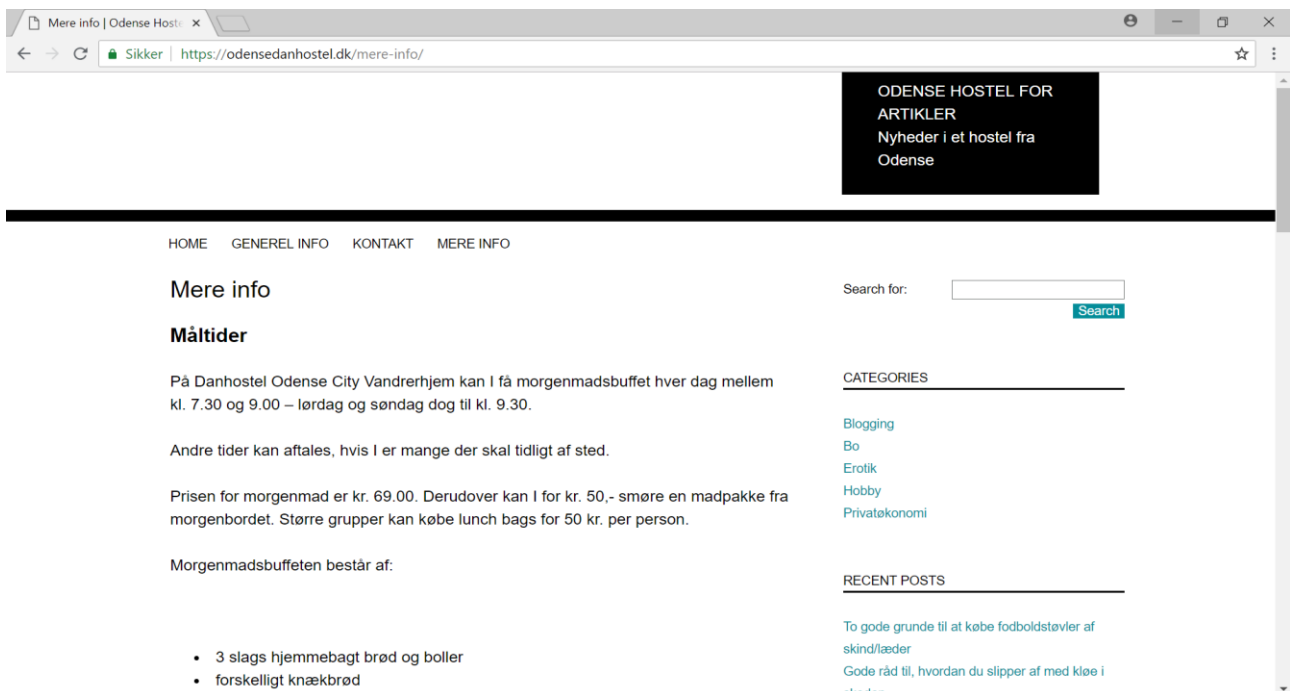 Mere info | Odense Hoste
Sikker | https://odensedanhostel.dk/mere-info/
ODENSE HOSTEL FOR
ARTIKLER
Nyheder i et hostel fra
Odense
HOME GENEREL INFO KONTAKT MERE INFO
Mere info
Måltider
På Danhostel Odense City Vandrerhjem kan I få morgenmadsbuffet hver dag mellem
kl. 7.30 og 9.00 – lørdag og søndag dog til kl. 9.30.
Andre tider kan aftales, hvis I er mange der skal tidligt af sted.
Prisen for morgenmad er kr. 69.00. Derudover kan I for kr. 50,- smøre en madpakke fra
morgenbordet. Større grupper kan købe lunch bags for 50 kr. per person.
Morgenmadsbuffeten består af:
• 3 slags hjemmebagt brød og boller
• forskelligt knækbrød
Search for:
Search
CATEGORIES
Blogging
Bo
Erotik
Hobby
Privatøkonomi
RECENT POSTS
To gode grunde til at købe fodboldstøvler af
skind/læder
Gode råd til, hvordan du slipper af med kløe i